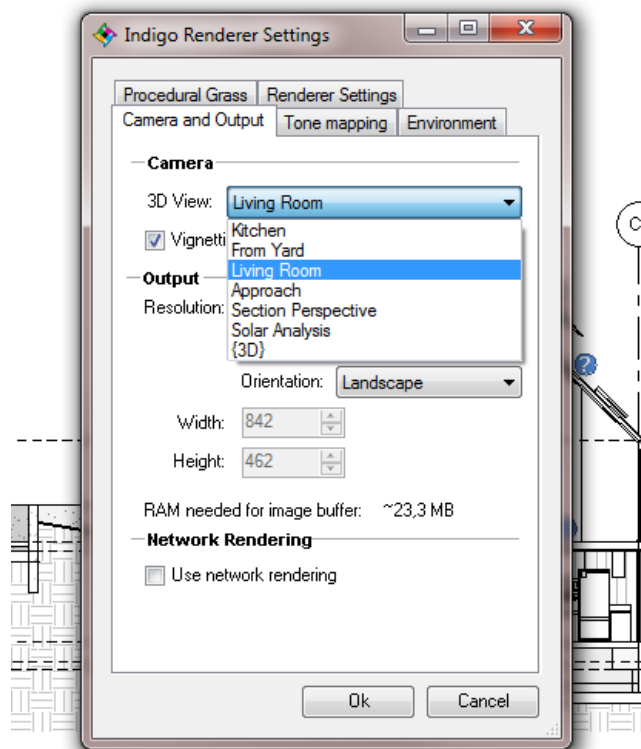 Indigo Renderer Settings
Procedural Grass Renderer Settings
Camera and Output Tone mapping Environment
Camera
3D View: Living Room
Kitchen
Vignetti
From Yard
Living Room
Output
Approach
Resolution:
Section Perspective
Solar Analysis
{3D}
Orientation: Landscape
Width: 842
Height: 462
RAM needed for image buffer: ~23,3 MB
Network Rendering
Use network rendering
Ok Cancel
C
?